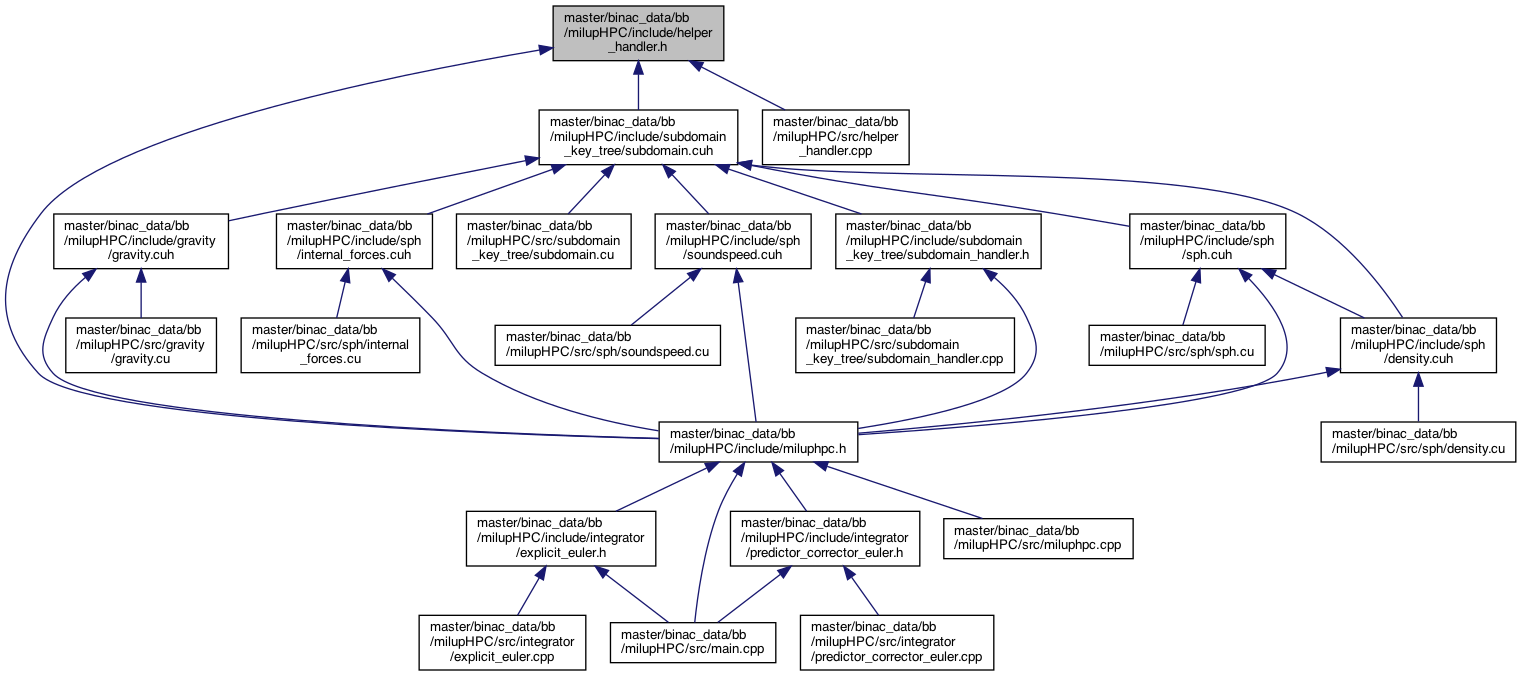 master/binac_data/bb
/milupHPC/include/helper
_handler.h
master/binac_data/bb
/milupHPC/include/subdomain
_key_tree/subdomain.cuh
master/binac_data/bb
/milupHPC/src/helper
_handler.cpp
master/binac_data/bb
/milupHPC/include/gravity
/gravity.cuh
master/binac_data/bb
/milupHPC/include/sph
/internal_forces.cuh
master/binac_data/bb
/milupHPC/src/subdomain
_key_tree/subdomain.cu
master/binac_data/bb
/milupHPC/include/sph
/soundspeed.cuh
master/binac_data/bb
/milupHPC/include/subdomain
_key_tree/subdomain_handler.h
master/binac_data/bb
/milupHPC/include/sph
/sph.cuh
master/binac_data/bb
/milupHPC/src/gravity
/gravity.cu
master/binac_data/bb
/milupHPC/src/sph/internal
_forces.cu
master/binac_data/bb
/milupHPC/src/sph/soundspeed.cu
master/binac_data/bb
/milupHPC/src/subdomain
_key_tree/subdomain_handler.cpp
master/binac_data/bb
/milupHPC/src/sph/sph.cu
master/binac_data/bb
/milupHPC/include/sph
/density.cuh
master/binac_data/bb
/milupHPC/include/miluphpc.h
master/binac_data/bb
/milupHPC/src/sph/density.cu
master/binac_data/bb
/milupHPC/include/integrator
/explicit_euler.h
master/binac_data/bb
/milupHPC/include/integrator
/predictor_corrector_euler.h
master/binac_data/bb
/milupHPC/src/miluphpc.cpp
master/binac_data/bb
/milupHPC/src/integrator
/explicit_euler.cpp
master/binac_data/bb
/milupHPC/src/main.cpp
master/binac_data/bb
/milupHPC/src/integrator
/predictor_corrector_euler.cpp